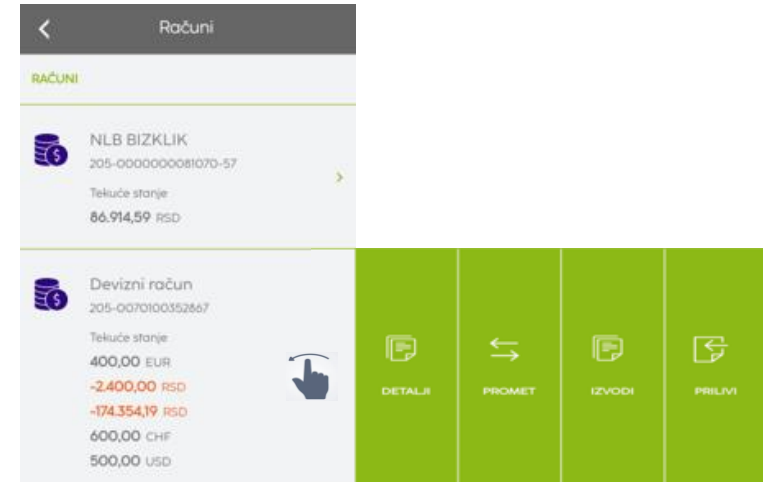 Računi
RAČUNI
NLB BIZKLIK
205-0000000081070-57
Tekuće stanje
86.914,59 RSD
Devizni račun
205-0070100352867
Tekuće stanje
400,00 EUR
-2.400,00 RSD
-174.354,19 RSD
600,00 CHF
500,00 USD
DETALJI
PROMET
IZVODI
PRILIVI